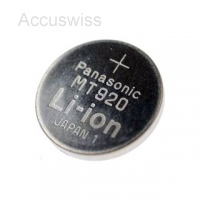 Accuswiss
+
Panasonic
MT920
Li-ion
JAPAN 1